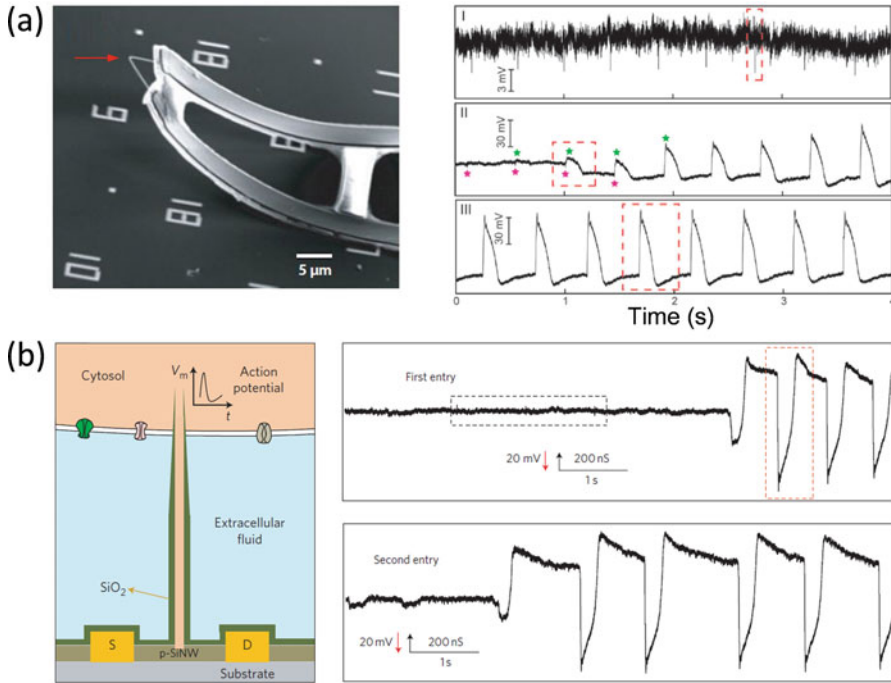 (a)
5 μm
I
3 mV
II
30 mV
III
30 mV
0 1 2 3 4
Time (s)
(b)
Cytosol
Vm
Action
potential
t
Extracellular
fluid
SiO2
S
p-SiNW
D
Substrate
First entry
20 mV
200 nS
1 s
Second entry
20 mV
200 nS
1 s